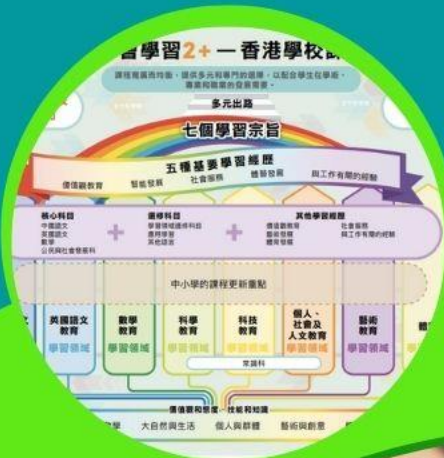 習學習2+ — 香港學校課
課程寬廣而均衡，提供多元和專門的選擇，以配合學生在學術、
專業和職業的發展需要。
多元出路
七個學習宗旨
五種基要學習經歷
價值觀教育 智能發展 社會服務 體藝發展 與工作有關的經驗
核心科目
中國語文
英國語文
數學
公民與社會發展科
+
選修科目
學習領域選修科目
應用學習
其他語言
+
其他學習經歷
價值觀教育 社會服務
藝術發展 與工作有關的經驗
體育發展
中小學的課程更新重點
英國語文
教育
學習領域
數學
教育
學習領域
科學
教育
學習領域
科技
教育
學習領域
個人、
社會及
人文教育
學習領域
藝術
教育
學習領域
常識科
價值觀和態度、技能和知識
大自然與生活 個人與群體 藝術與創意